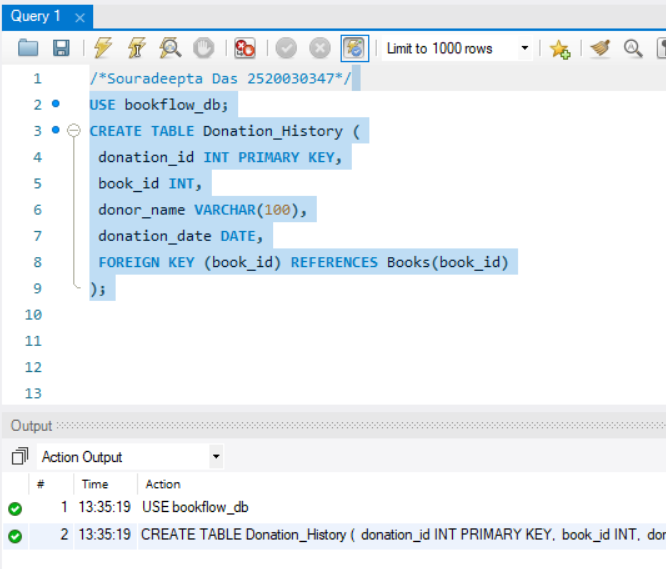 Query 1
Limit to 1000 rows
1 /*Souradeepta Das 2520030347*/
2 USE bookflow_db;
3 CREATE TABLE Donation_History (
4 donation_id INT PRIMARY KEY,
5 book_id INT,
6 donor_name VARCHAR(100),
7 donation_date DATE,
8 FOREIGN KEY (book_id) REFERENCES Books(book_id)
9 );
10
11
12
13
Output
Action Output
# Time Action
1 13:35:19 USE bookflow_db
2 13:35:19 CREATE TABLE Donation_History ( donation_id INT PRIMARY KEY, book_id INT, don